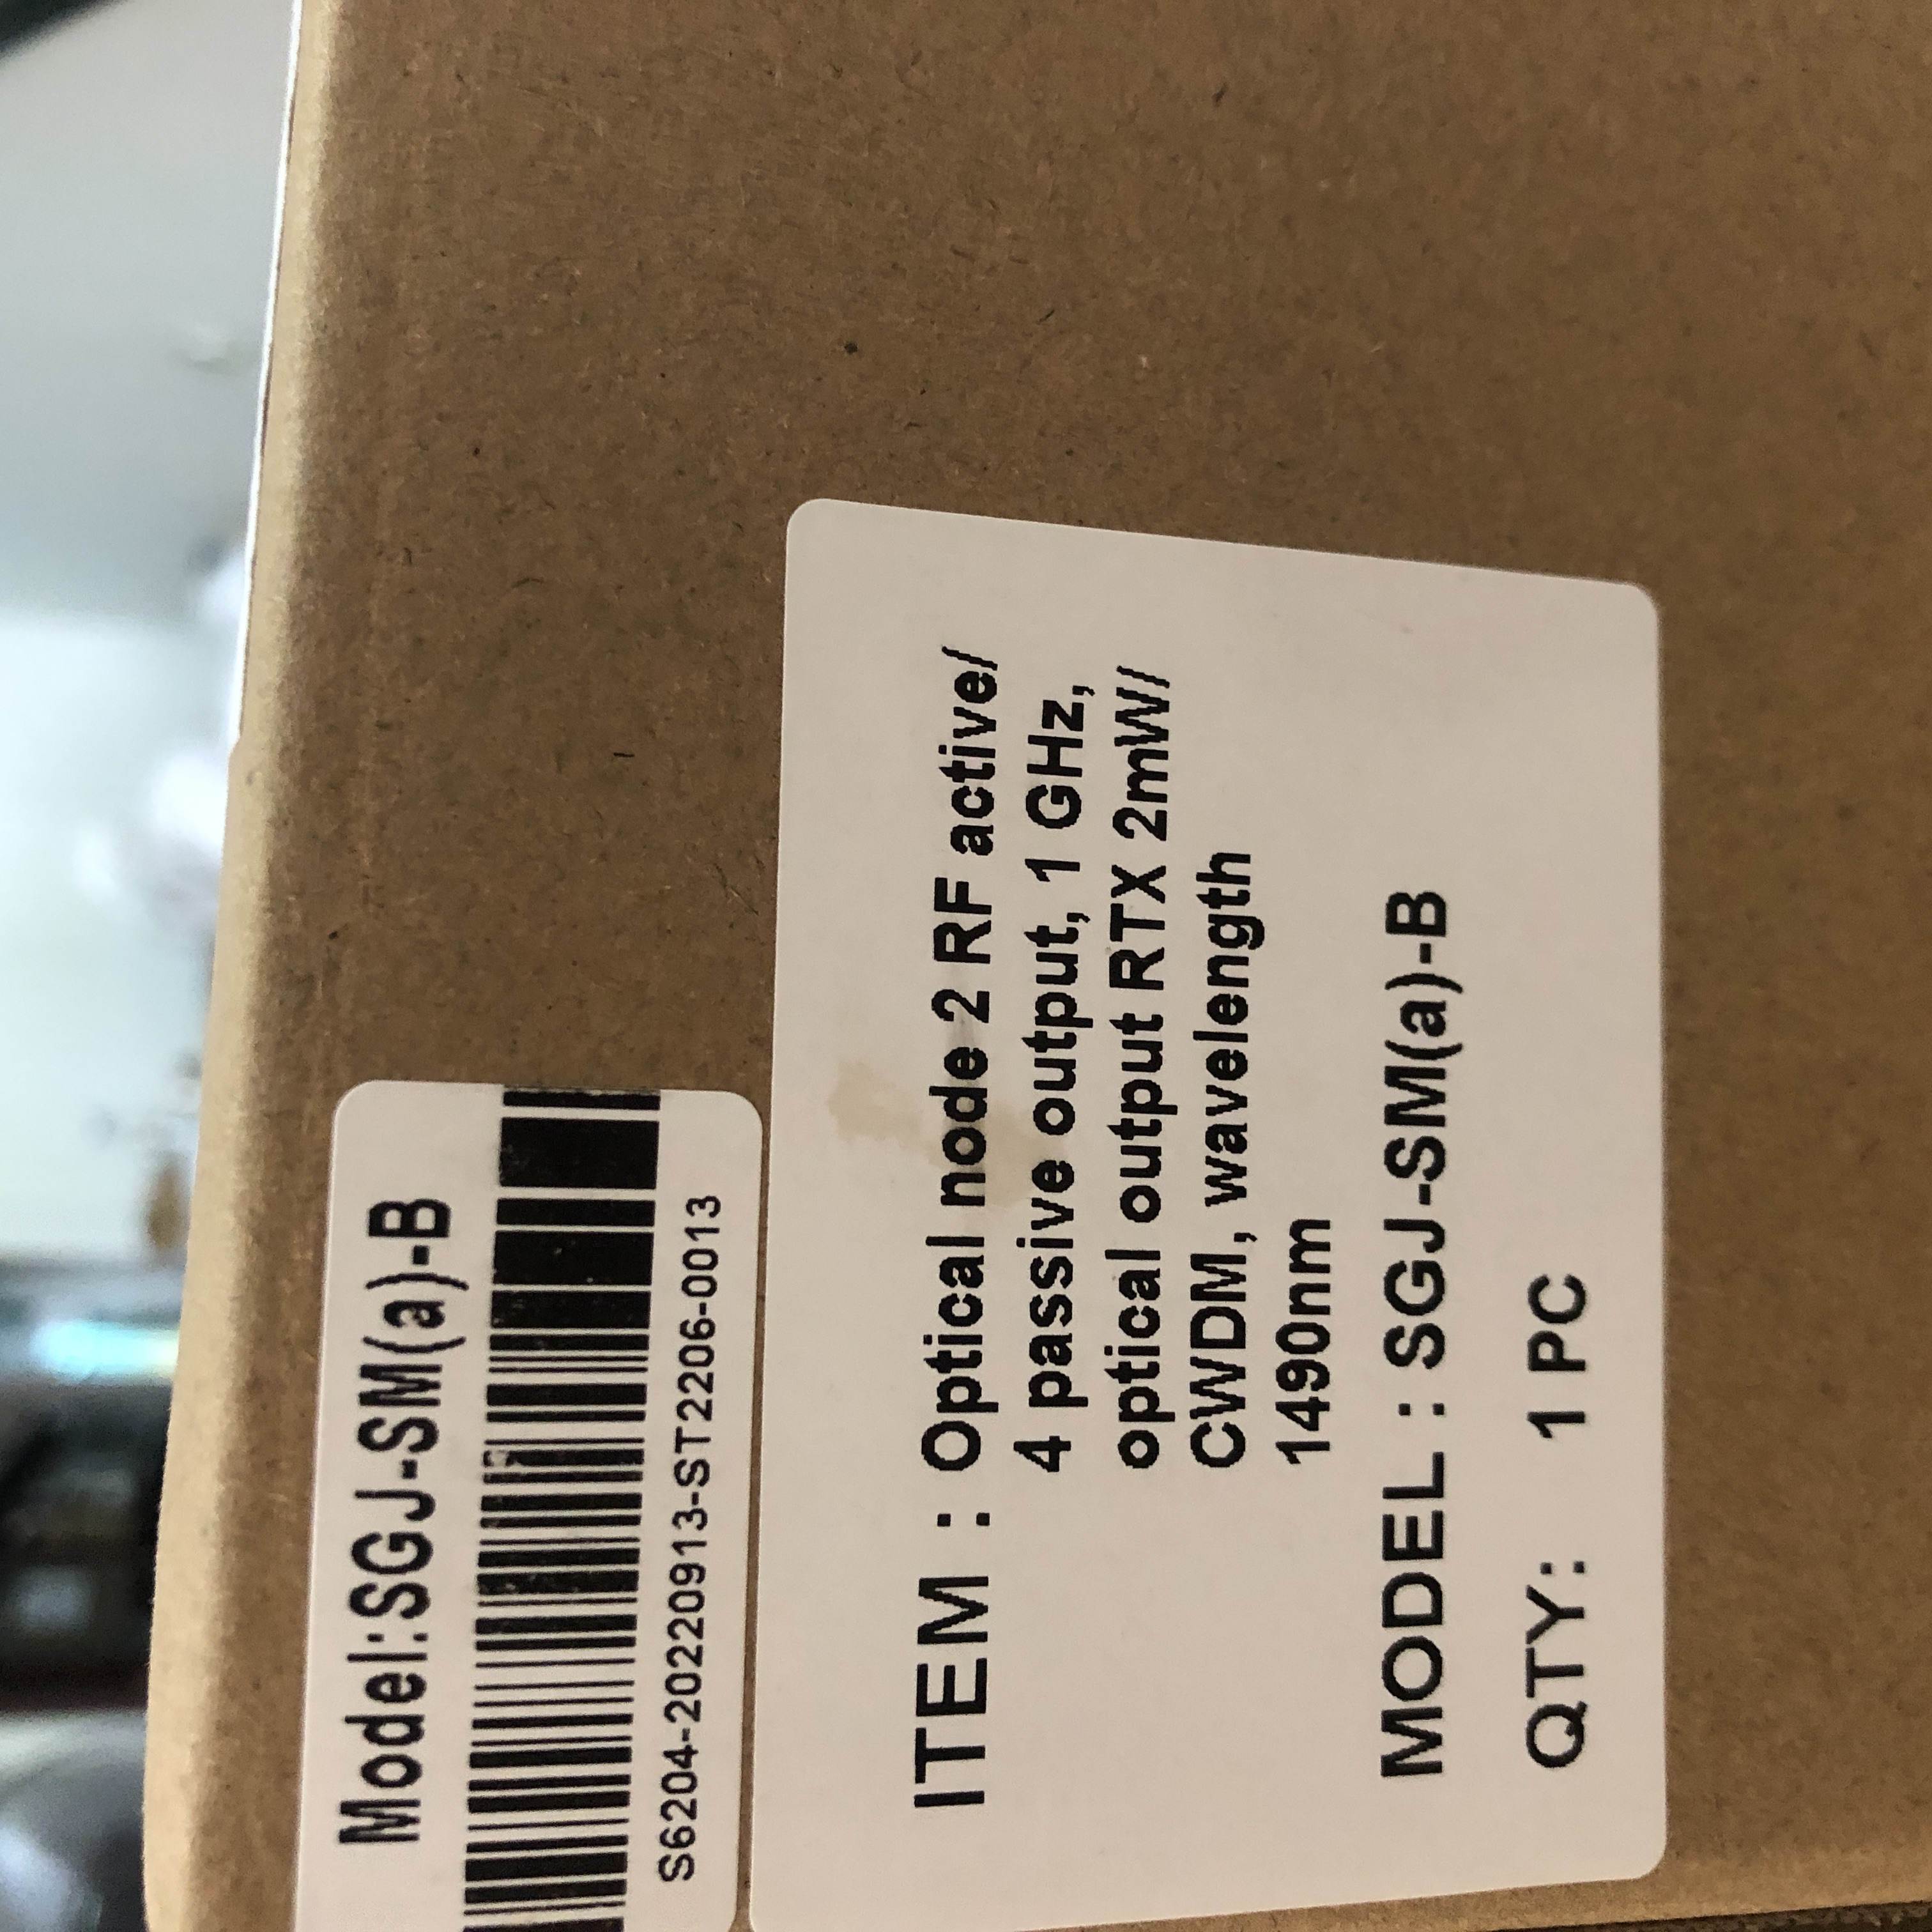 Model:SGJ-SM(a)-B
S6204-20220913-ST2206-0013
ITEM : Optical node 2 RF active/
4 passive output, 1 GHz,
optical output RTX 2mW/
CWDM, wavelength
1490nm
MODEL : SGJ-SM(a)-B
QTY: 1 PC